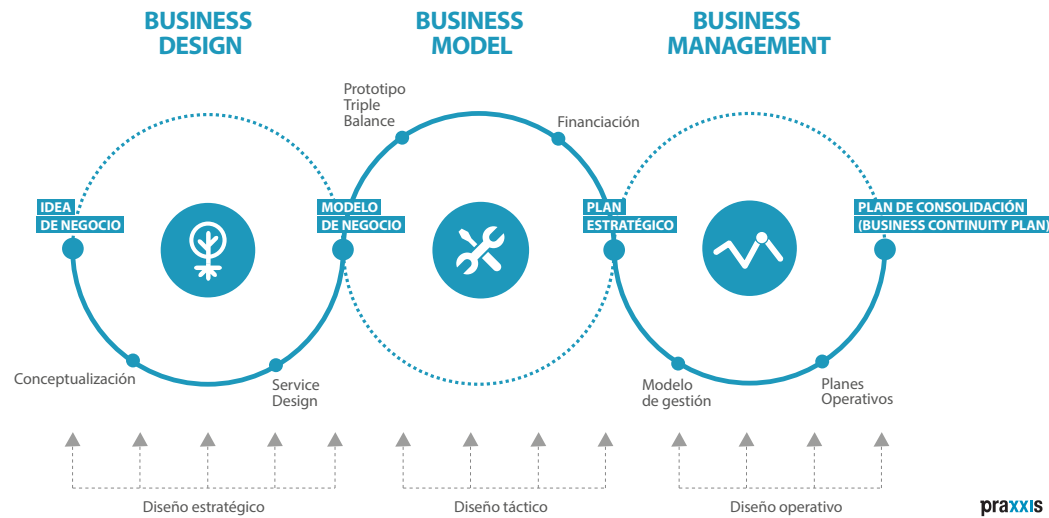 BUSINESS
DESIGN
BUSINESS
MODEL
BUSINESS
MANAGEMENT
Prototipo
Triple
Balance
Financiación
IDEA
DE NEGOCIO
MODELO
DE NEGOCIO
PLAN
ESTRATÉGICO
PLAN DE CONSOLIDACIÓN
(BUSINESS CONTINUITY PLAN)
Conceptualización
Service
Design
Modelo
de gestión
Planes
Operativos
Diseño estratégico
Diseño táctico
Diseño operativo
praxxis